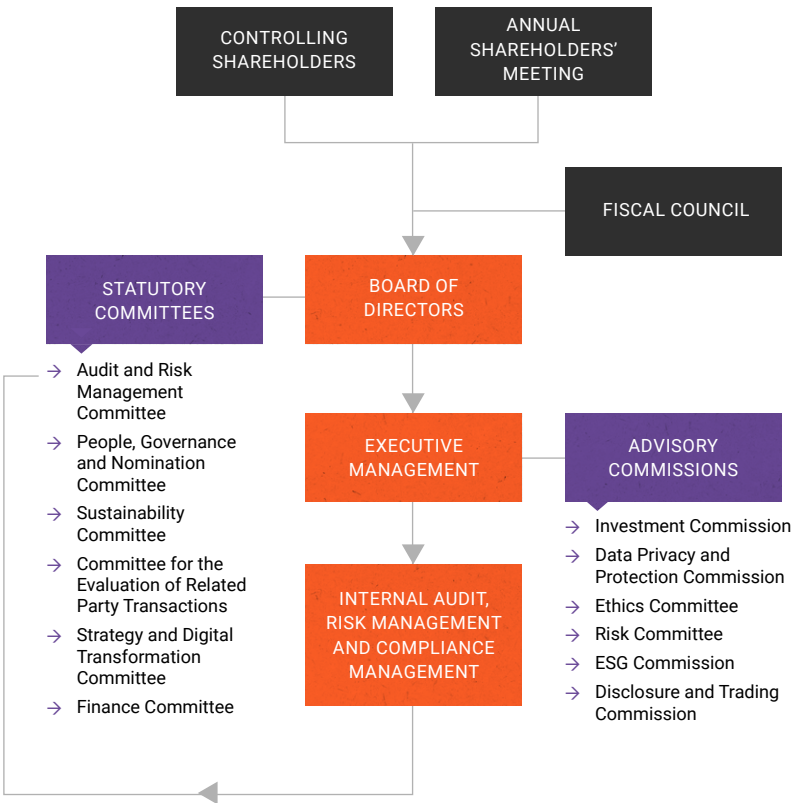 CONTROLLING
SHAREHOLDERS
ANNUAL
SHAREHOLDERS’
MEETING
FISCAL COUNCIL
STATUTORY
COMMITTEES
BOARD OF
DIRECTORS
→ Audit and Risk
Management
Committee
→ People, Governance
and Nomination
Committee
→ Sustainability
Committee
→ Committee for the
Evaluation of Related
Party Transactions
→ Strategy and Digital
Transformation
Committee
→ Finance Committee
EXECUTIVE
MANAGEMENT
ADVISORY
COMMISSIONS
→ Investment Commission
→ Data Privacy and
Protection Commission
→ Ethics Committee
→ Risk Committee
→ ESG Commission
→ Disclosure and Trading
Commission
INTERNAL AUDIT,
RISK MANAGEMENT
AND COMPLIANCE
MANAGEMENT